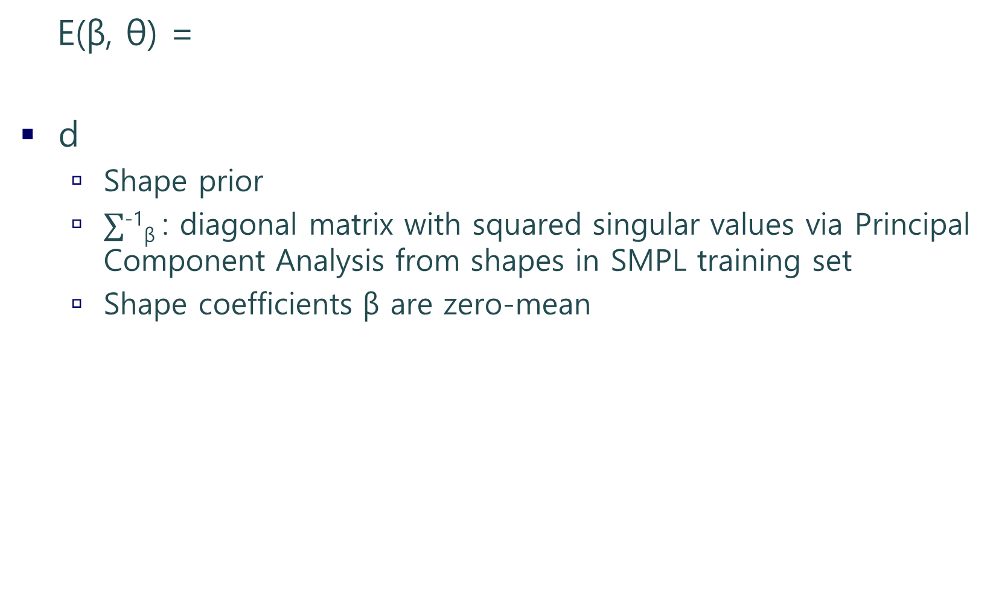 E(β, θ) =
▪ d
▫ Shape prior
▫ ∑⁻¹β : diagonal matrix with squared singular values via Principal
Component Analysis from shapes in SMPL training set
▫ Shape coefficients β are zero-mean